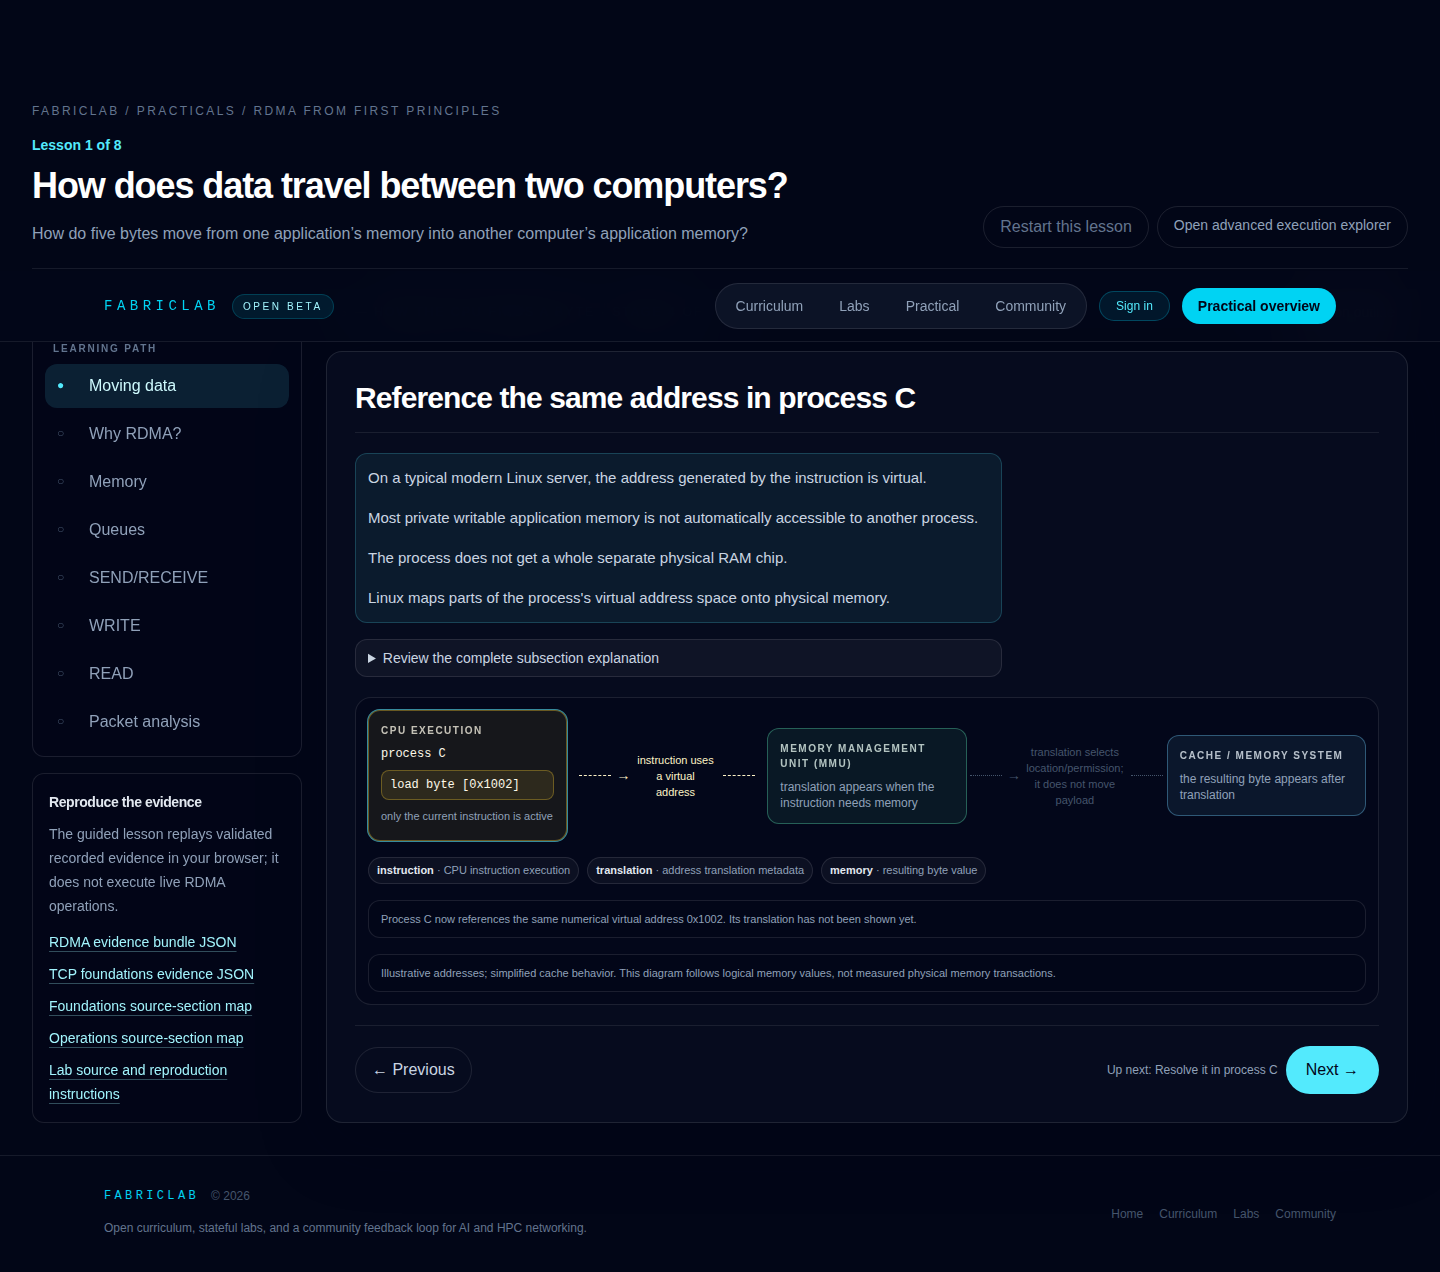 FABRICLAB / PRACTICALS / RDMA FROM FIRST PRINCIPLES
Lesson 1 of 8
How does data travel between two computers?
How do five bytes move from one application’s memory into another computer’s application memory?
Restart this lesson
Open advanced execution explorer
FABRICLAB
OPEN BETA
Curriculum
Labs
Practical
Community
Sign in
Practical overview
LEARNING PATH
Moving data
Why RDMA?
Memory
Queues
SEND/RECEIVE
WRITE
READ
Packet analysis
Reproduce the evidence
The guided lesson replays validated
recorded evidence in your browser; it
does not execute live RDMA
operations.
RDMA evidence bundle JSON
TCP foundations evidence JSON
Foundations source-section map
Operations source-section map
Lab source and reproduction
instructions
Reference the same address in process C
On a typical modern Linux server, the address generated by the instruction is virtual.
Most private writable application memory is not automatically accessible to another process.
The process does not get a whole separate physical RAM chip.
Linux maps parts of the process's virtual address space onto physical memory.
▶ Review the complete subsection explanation
CPU EXECUTION
process C
load byte [0x1002]
only the current instruction is active
→
instruction uses
a virtual
address
MEMORY MANAGEMENT
UNIT (MMU)
translation appears when the
instruction needs memory
→
translation selects
location/permission;
it does not move
payload
CACHE / MEMORY SYSTEM
the resulting byte appears after
translation
instruction · CPU instruction execution
translation · address translation metadata
memory · resulting byte value
Process C now references the same numerical virtual address 0x1002. Its translation has not been shown yet.
Illustrative addresses; simplified cache behavior. This diagram follows logical memory values, not measured physical memory transactions.
← Previous
Up next: Resolve it in process C
Next →
FABRICLAB © 2026
Open curriculum, stateful labs, and a community feedback loop for AI and HPC networking.
Home
Curriculum
Labs
Community